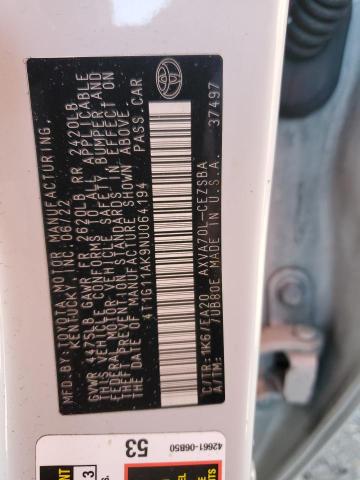 MFD. BY: TOYOTA MOTOR MANUFACTURING,
KENTUCKY, INC. 06/22
GVWR 4475LB GAWR FR 2620LB RR 2420LB
THIS VEHICLE CONFORMS TO ALL APPLICABLE
FEDERAL MOTOR VEHICLE SAFETY, BUMPER AND
THEFT PREVENTION STANDARDS IN EFFECT ON
THE DATE OF MANUFACTURE SHOWN ABOVE.
4T1G11AK9NU064194 PASS.CAR
C/TR:1K6/EA20 AXVA70L-CEZSBA
A/TM: 7UB80E MADE IN U.S.A. 37497
42661-06B50
53